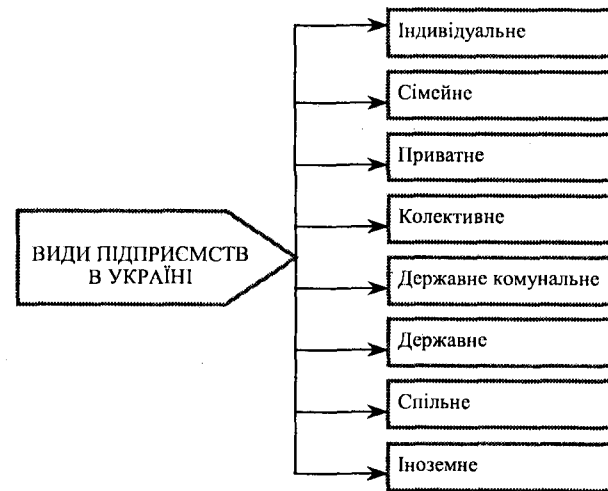 Індивідуальне
Сімейне
Приватне
Колективне
ВИДИ ПІДПРИЄМСТВ
В УКРАЇНІ
Державне комунальне
Державне
Спільне
Іноземне